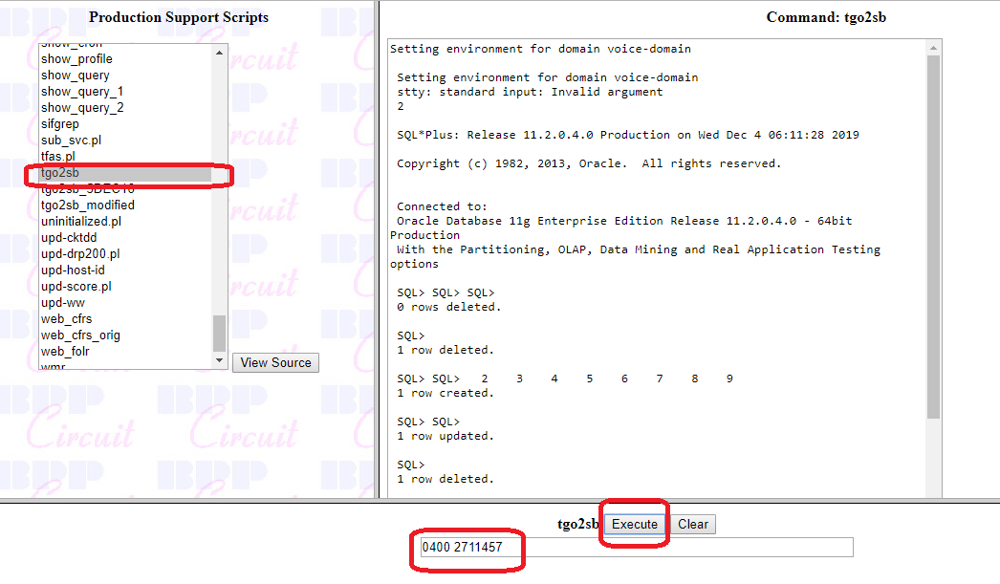 Production Support Scripts
show_cron
show_profile
show_query
show_query_1
show_query_2
sifgrep
sub_svc.pl
tfas.pl
tgo2sb
tgo2sb_5DEC16
tgo2sb_modified
uninitialized.pl
upd-cktdd
upd-drp200.pl
upd-host-id
upd-score.pl
upd-ww
web_cfrs
web_cfrs_orig
web_folr
wmr
View Source
Command: tgo2sb
Setting environment for domain voice-domain
Setting environment for domain voice-domain
stty: standard input: Invalid argument
2
SQL*Plus: Release 11.2.0.4.0 Production on Wed Dec 4 06:11:28 2019
Copyright (c) 1982, 2013, Oracle.  All rights reserved.
Connected to:
Oracle Database 11g Enterprise Edition Release 11.2.0.4.0 - 64bit
Production
With the Partitioning, OLAP, Data Mining and Real Application Testing
options
SQL> SQL> SQL>
0 rows deleted.
SQL>
1 row deleted.
SQL> SQL>   2    3    4    5    6    7    8    9
1 row created.
SQL> SQL>
1 row updated.
SQL>
1 row deleted.
tgo2sb Execute Clear
0400 2711457